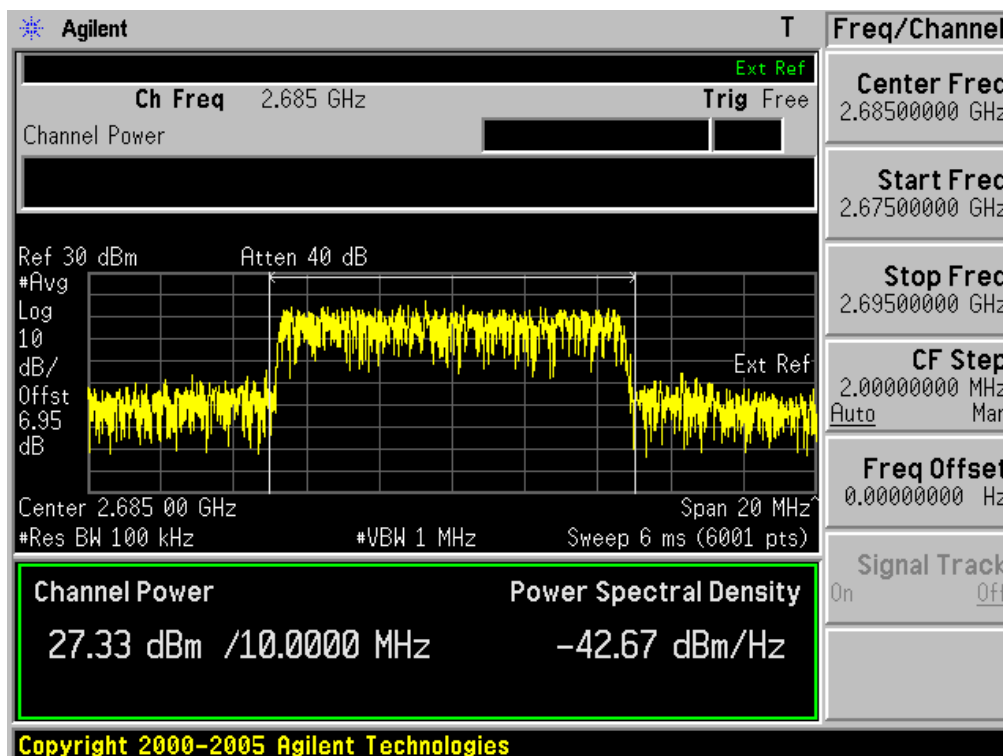 Agilent T
Ext Ref
Ch Freq 2.685 GHz Trig Free
Channel Power
Ref 30 dBm Atten 40 dB
#Avg
Log
10
dB/
Offst
6.95
dB
Ext Ref
Center 2.685 00 GHz Span 20 MHz^
#Res BW 100 kHz #VBW 1 MHz Sweep 6 ms (6001 pts)
Channel Power Power Spectral Density
27.33 dBm /10.0000 MHz -42.67 dBm/Hz
Copyright 2000-2005 Agilent Technologies
Freq/Channel
Center Freq
2.68500000 GHz
Start Freq
2.67500000 GHz
Stop Freq
2.69500000 GHz
CF Step
2.00000000 MHz
Auto Man
Freq Offset
0.00000000 Hz
Signal Track
On Off